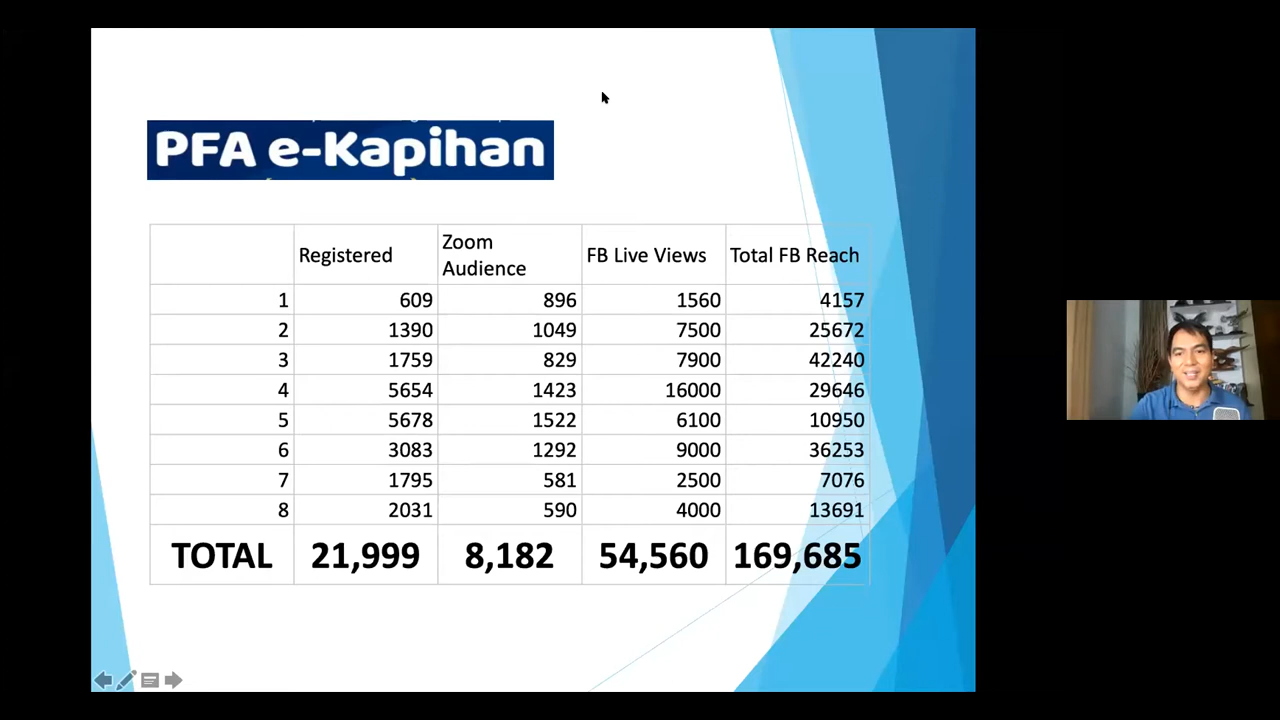 PFA e-Kapihan
Registered Zoom Audience FB Live Views Total FB Reach
1 609 896 1560 4157
2 1390 1049 7500 25672
3 1759 829 7900 42240
4 5654 1423 16000 29646
5 5678 1522 6100 10950
6 3083 1292 9000 36253
7 1795 581 2500 7076
8 2031 590 4000 13691
TOTAL 21,999 8,182 54,560 169,685